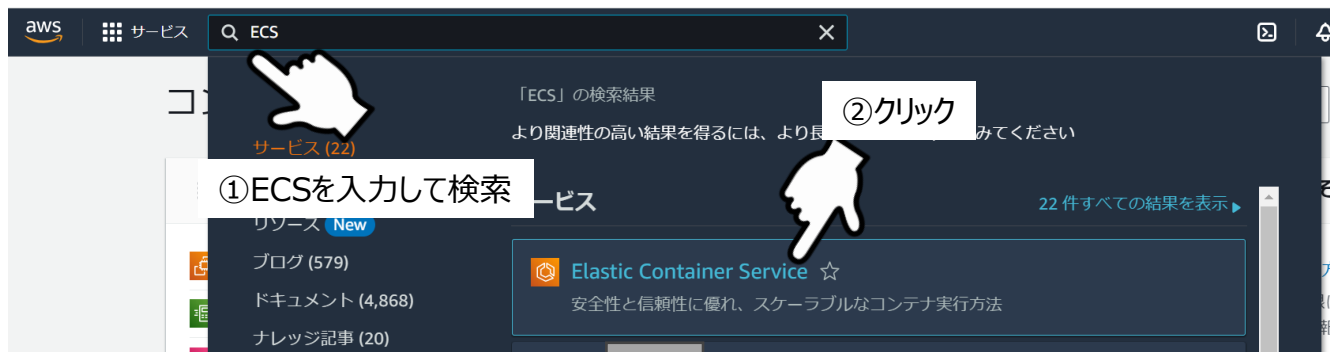 aws
サービス
ECS
コン
「ECS」の検索結果
②クリック
より関連性の高い結果を得るには、より長
みてください
サービス (22)
①ECSを入力して検索
ービス
22 件すべての結果を表示
リソース New
ブログ (579)
Elastic Container Service
ドキュメント (4,868)
安全性と信頼性に優れ、スケーラブルなコンテナ実行方法
ナレッジ記事 (20)